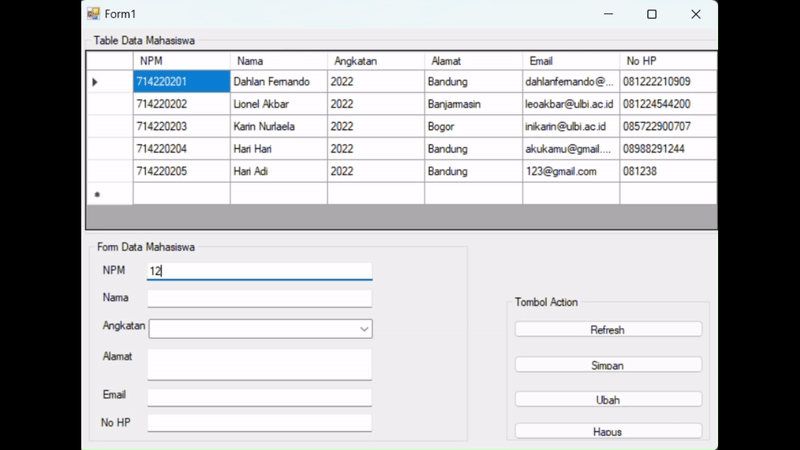 Form1
Table Data Mahasiswa
NPM Nama Angkatan Alamat Email No HP
714220201 Dahlan Fernando 2022 Bandung dahlanfernando@... 081222210909
714220202 Lionel Akbar 2022 Banjarmasin leoakbar@ulbi.ac.id 081224544200
714220203 Karin Nurlaela 2022 Bogor inikarin@ulbi.ac.id 085722900707
714220204 Hari Hari 2022 Bandung akukamu@gmail.... 08988291244
714220205 Hari Adi 2022 Bandung 123@gmail.com 081238
Form Data Mahasiswa
NPM 12
Nama
Angkatan
Alamat
Email
No HP
Tombol Action
Refresh
Simpan
Ubah
Hapus